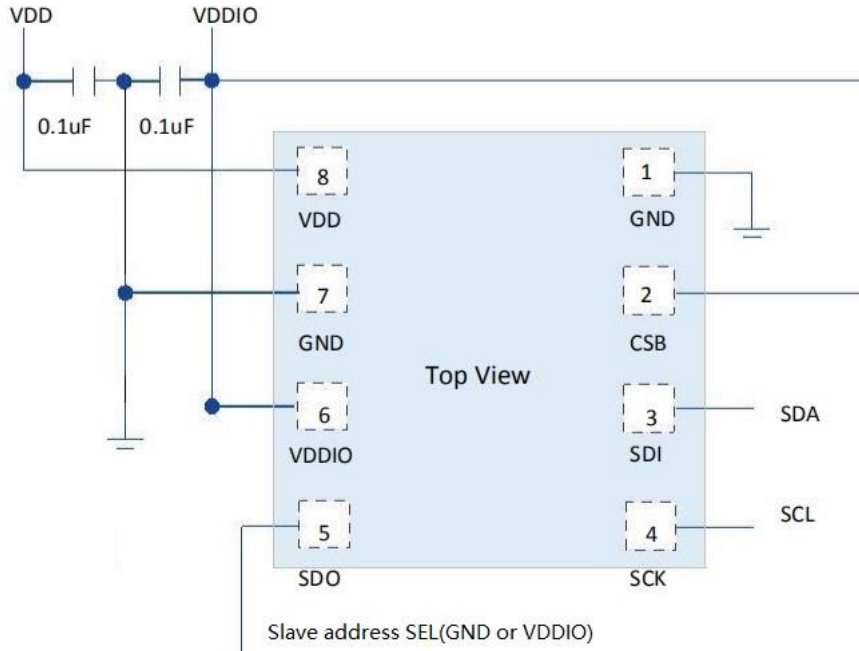 VDD
VDDIO
0.1uF
0.1uF
8
VDD
1
GND
7
GND
2
CSB
Top View
6
VDDIO
3
SDI
SDA
5
SDO
4
SCK
SCL
Slave address SEL(GND or VDDIO)